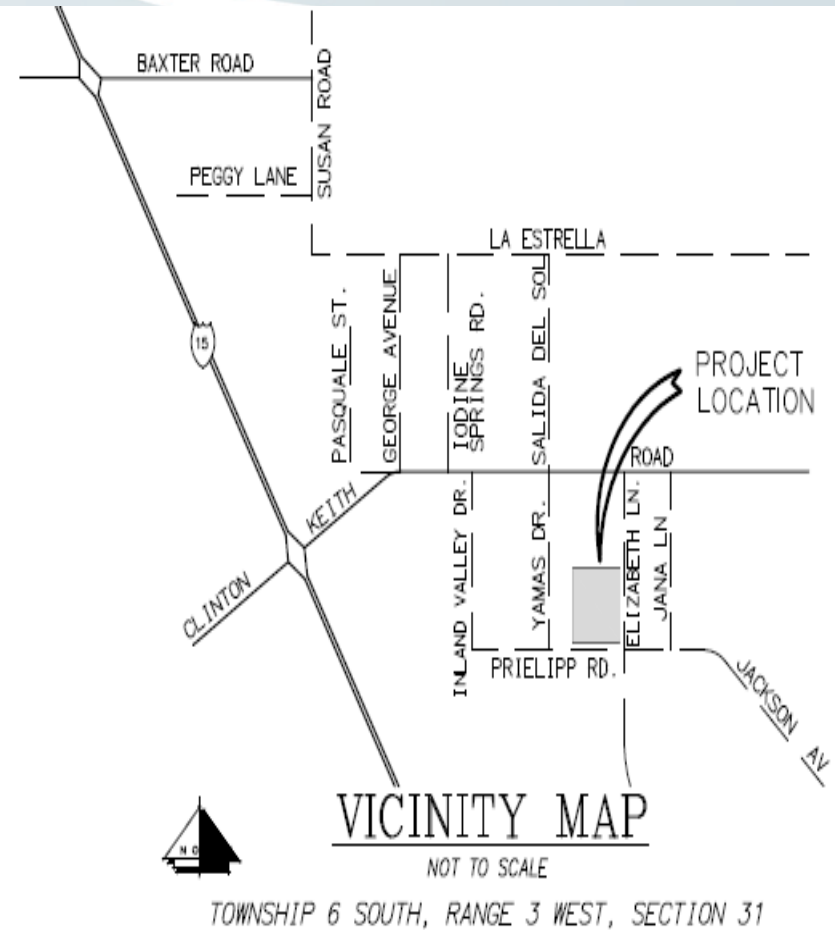 BAXTER ROAD
SUSAN ROAD
PEGGY LANE
LA ESTRELLA
PASQUALE ST.
GEORGE AVENUE
IODINE
SPRINGS RD.
SALIDA DEL SOL
15
PROJECT
LOCATION
ROAD
KEITH
CLINTON
INLAND VALLEY DR.
YAMAS DR.
ELIZABETH LN.
JANA LN
PRIELIPP RD.
JACKSON AV
VICINITY MAP
NOT TO SCALE
TOWNSHIP 6 SOUTH, RANGE 3 WEST, SECTION 31